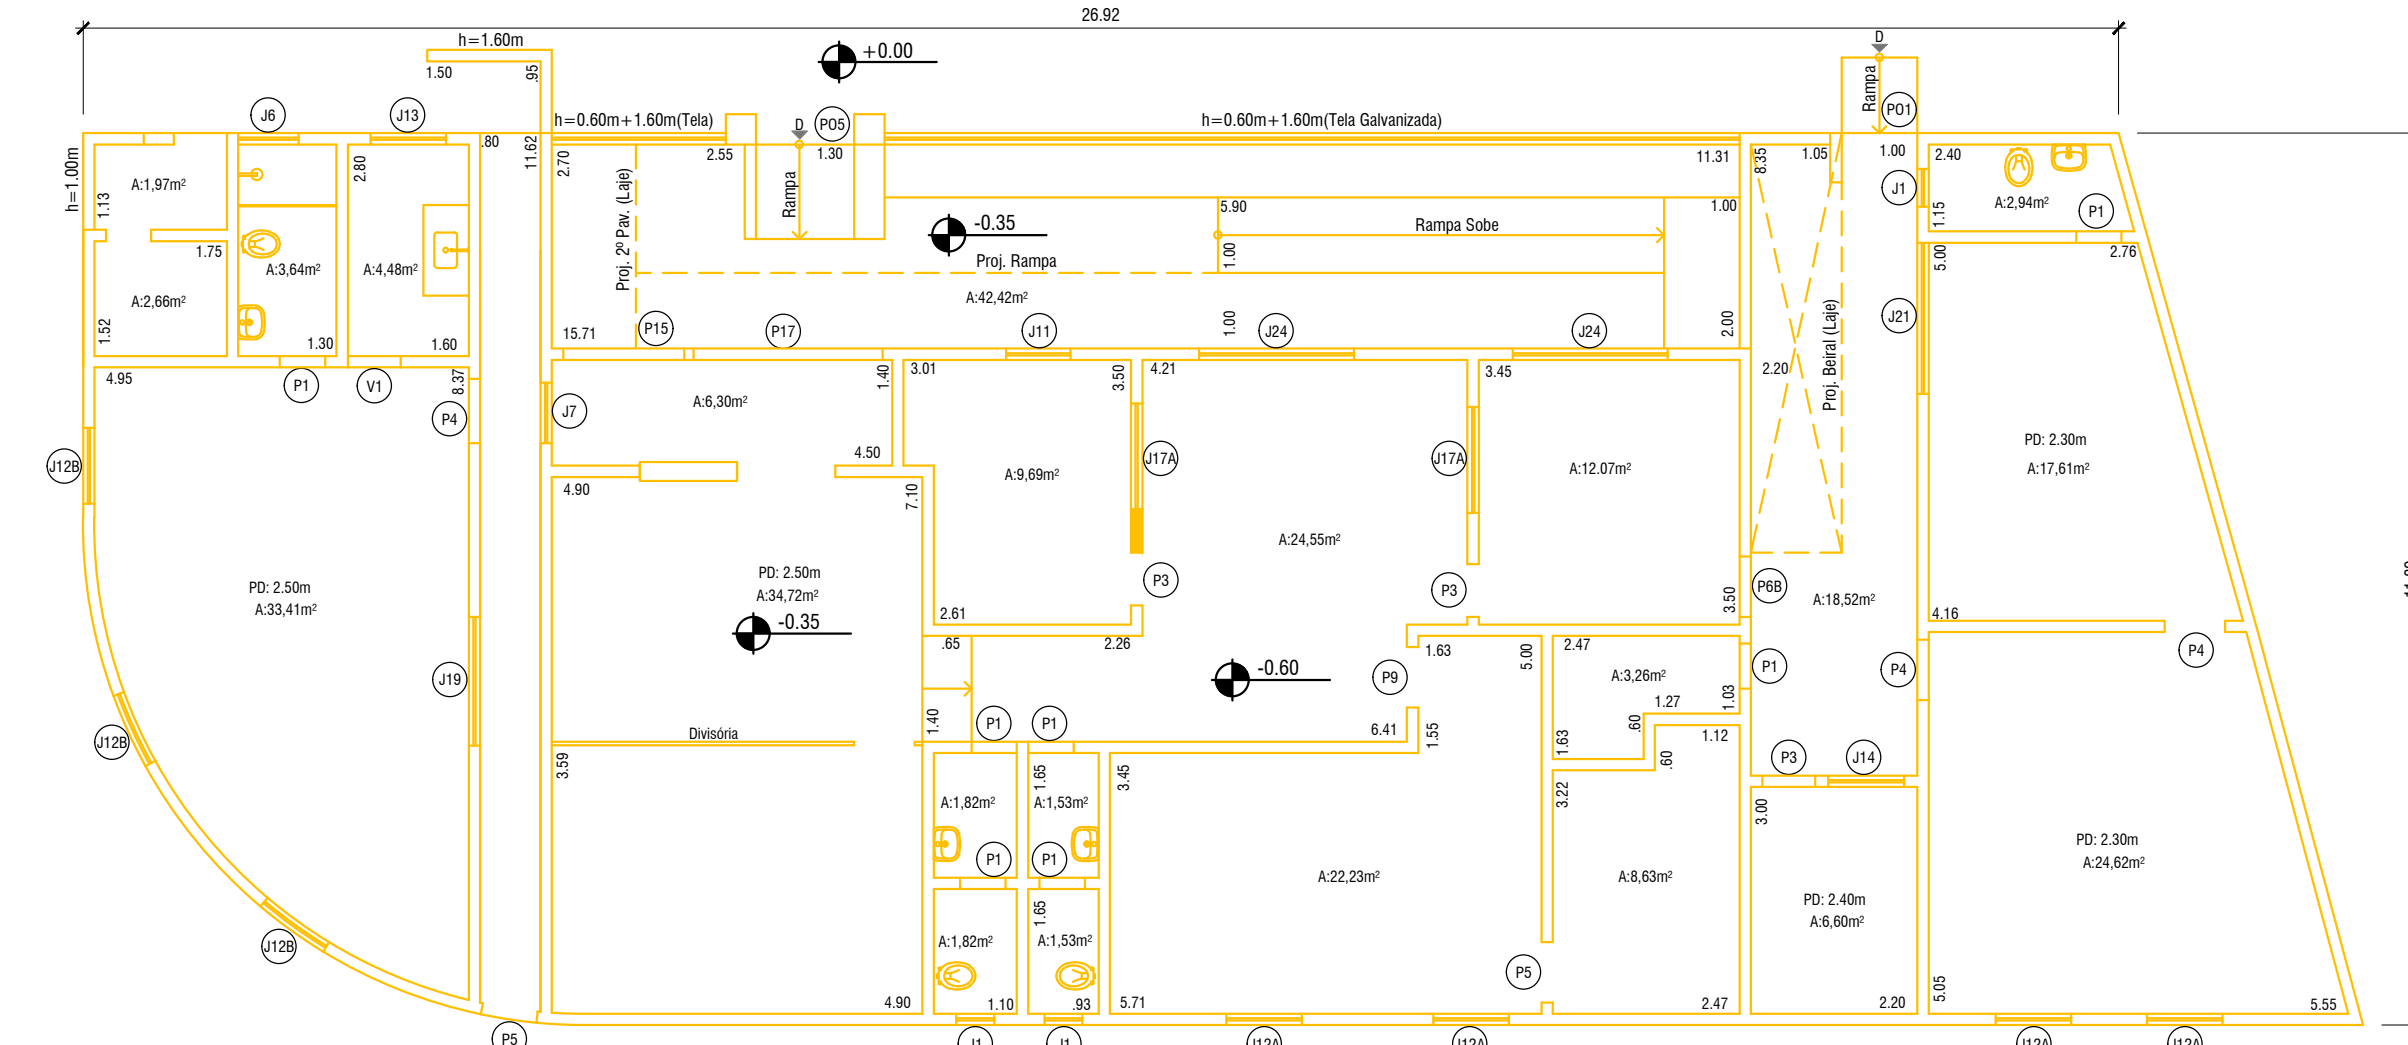 26.92
h=1.60m
D
+0.00
1.50
.95
Rampa
J6
J13
h=0.60m+1.60m(Tela)
D
PO5
h=0.60m+1.60m(Tela Galvanizada)
PO1
h=1.00m
2.80
.80
11.62
2.70
2.55
1.30
11.31
8.35
1.05
1.00
2.40
A:1,97m²
1.13
Proj. 2º Pav. (Laje)
Rampa
J1
A:2,94m²
P1
1.15
5.90
1.00
-0.35
Rampa Sobe
1.75
A:3,64m²
A:4,48m²
Proj. Rampa
1.00
5.00
2.76
A:2,66m²
A:42,42m²
1.52
1.30
1.60
15.71
P15
P17
J11
1.00
J24
J24
2.00
J21
4.95
P1
V1
8.37
1.40
3.01
3.50
4.21
3.45
2.20
Proj. Beiral (Laje)
P4
J7
A:6,30m²
J12B
4.50
A:9,69m²
J17A
J17A
A:12.07m²
PD: 2.30m
A:17,61m²
4.90
7.10
A:24,55m²
PD: 2.50m
A:33,41m²
PD: 2.50m
A:34,72m²
-0.35
P3
P3
3.50
P6B
A:18,52m²
2.61
4.16
.65
2.26
1.63
5.00
2.47
P4
J19
-0.60
P9
A:3,26m²
P1
P4
1.27
1.03
J12B
Divisória
1.40
P1
P1
6.41
1.55
1.63
.60
1.12
3.59
1.65
3.45
3.22
.60
P3
J14
A:1,82m²
A:1,53m²
3.00
P1
P1
A:22,23m²
A:8,63m²
PD: 2.30m
A:24,62m²
PD: 2.40m
A:6,60m²
1.65
J12B
A:1,82m²
A:1,53m²
P5
5.05
4.90
1.10
.93
5.71
2.47
2.20
5.55
P5
J1
J1
J12A
J12A
J12A
J12A